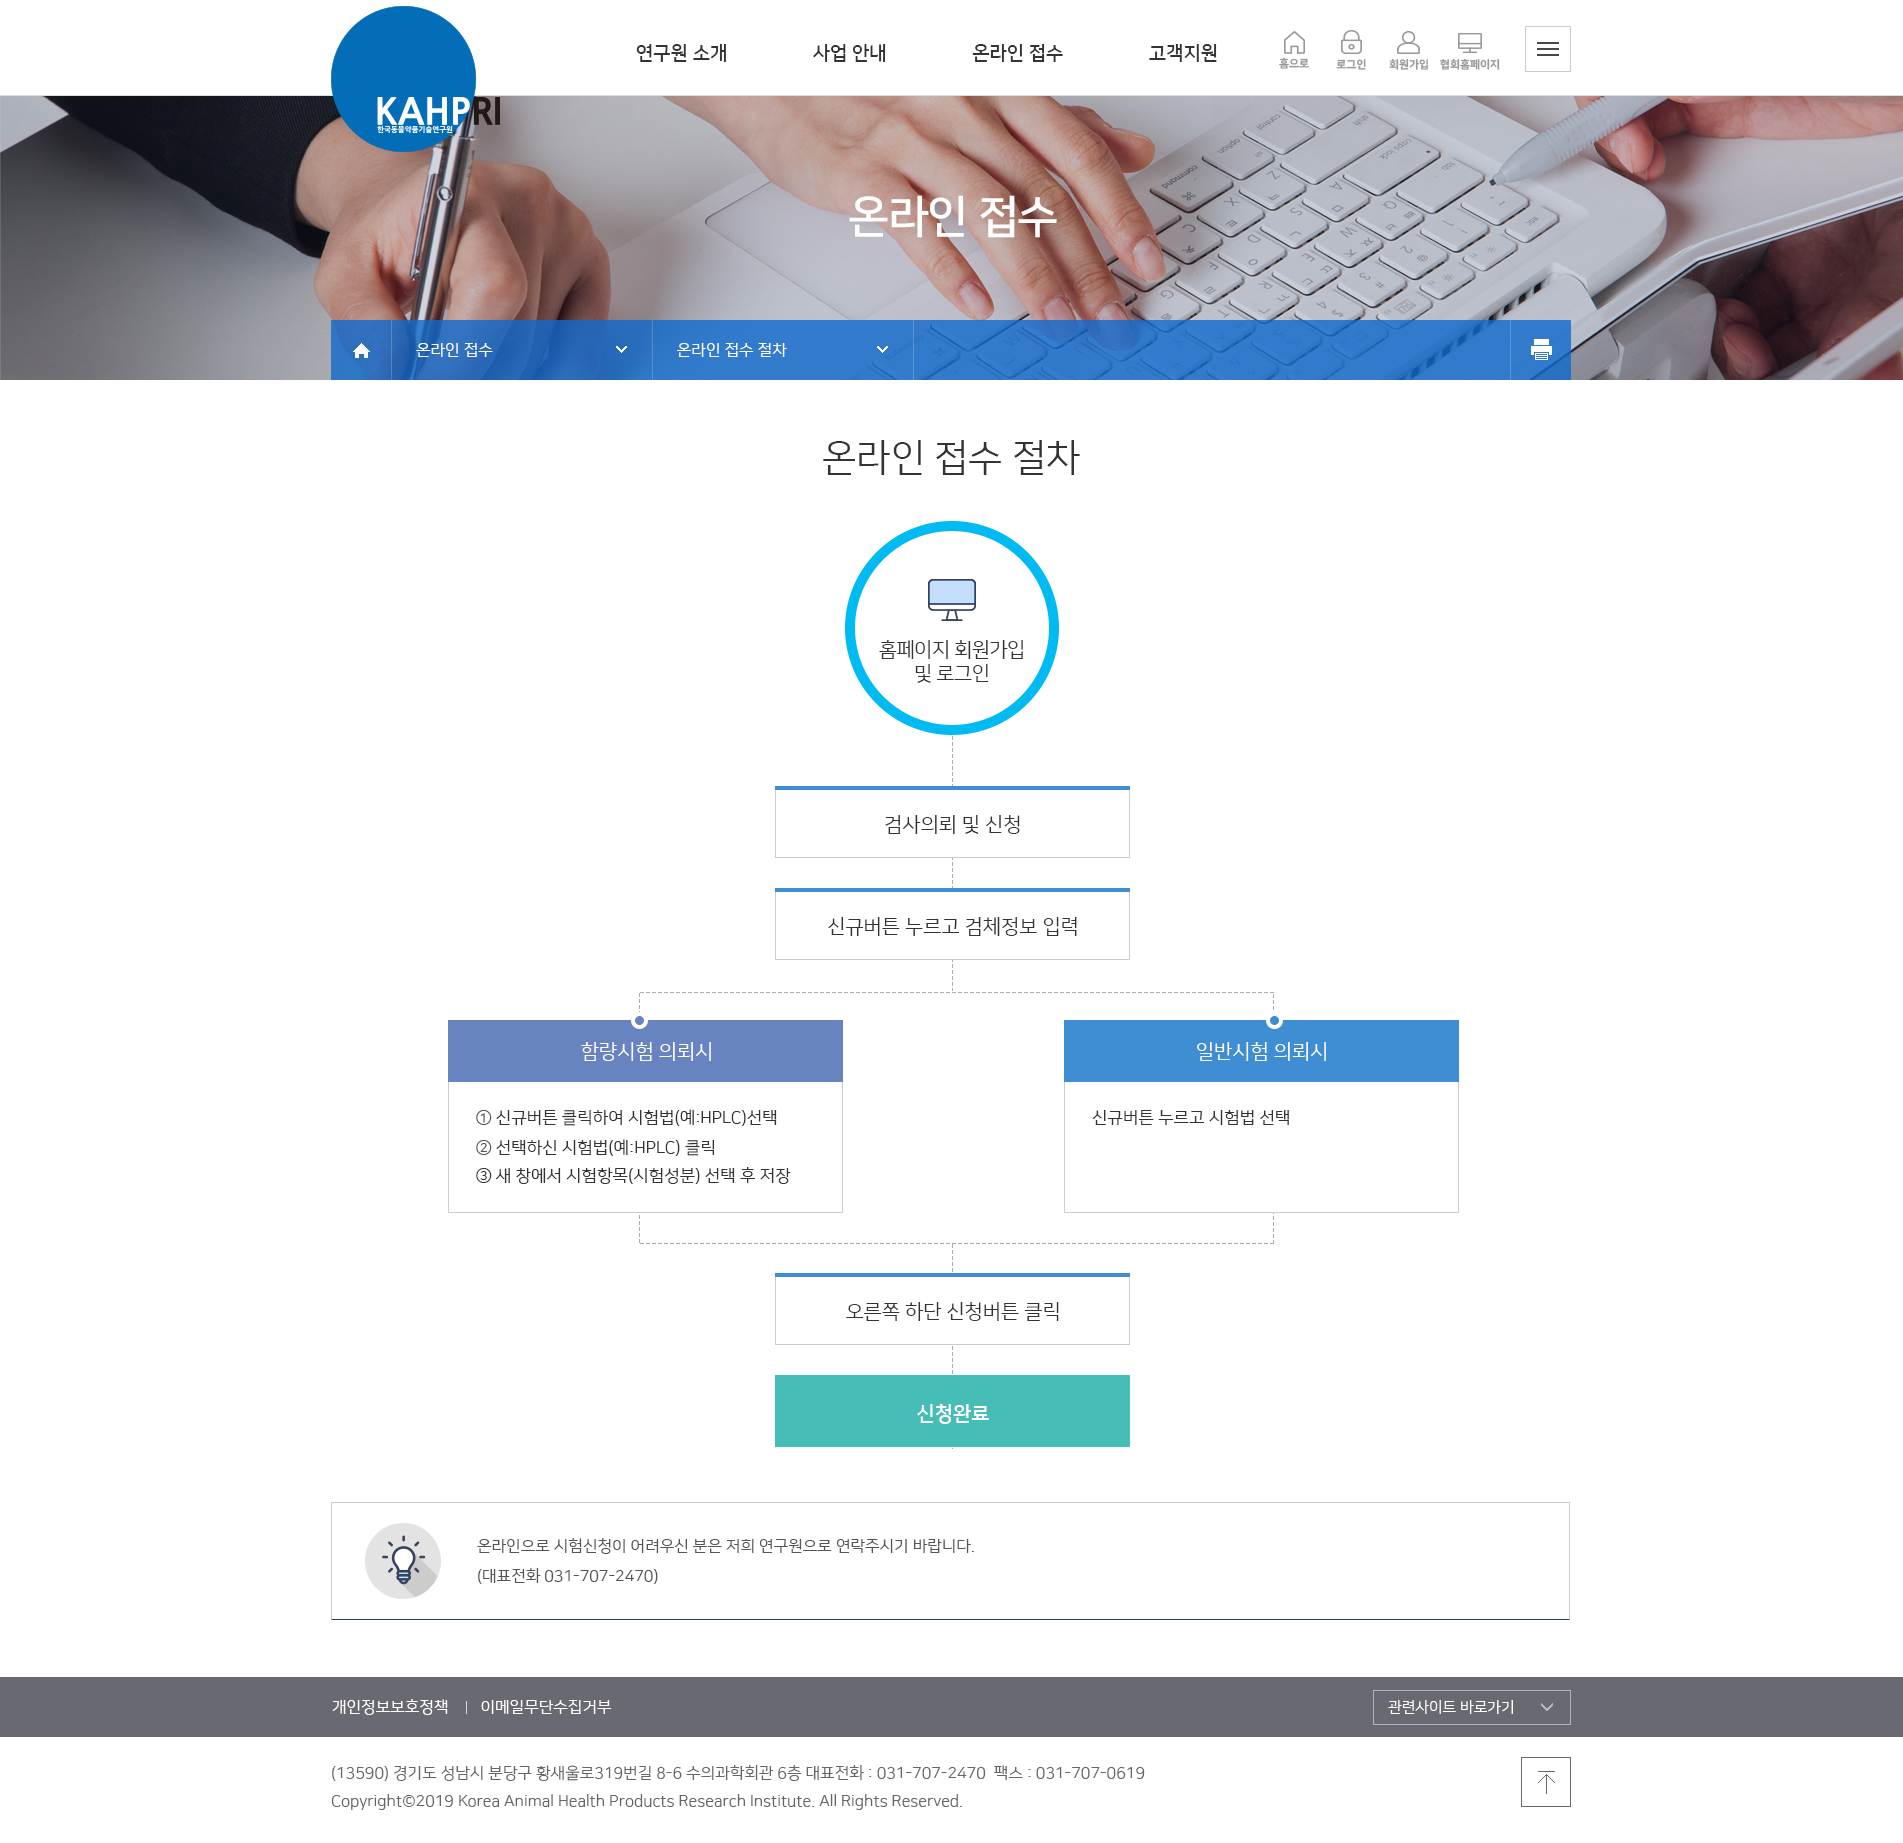 KAHPRI
한국동물약품기술연구원
연구원 소개
사업 안내
온라인 접수
고객지원
홈으로
로그인
회원가입
협회홈페이지
온라인 접수
온라인 접수
온라인 접수 절차
온라인 접수 절차
홈페이지 회원가입
및 로그인
검사의뢰 및 신청
신규버튼 누르고 검체정보 입력
함량시험 의뢰시
① 신규버튼 클릭하여 시험법(예:HPLC)선택
② 선택하신 시험법(예:HPLC) 클릭
③ 새 창에서 시험항목(시험성분) 선택 후 저장
일반시험 의뢰시
신규버튼 누르고 시험법 선택
오른쪽 하단 신청버튼 클릭
신청완료
온라인으로 시험신청이 어려우신 분은 저희 연구원으로 연락주시기 바랍니다.
(대표전화 031-707-2470)
개인정보보호정책 | 이메일무단수집거부
관련사이트 바로가기
(13590) 경기도 성남시 분당구 황새울로319번길 8-6 수의과학회관 6층 대표전화 : 031-707-2470 팩스 : 031-707-0619
Copyright©2019 Korea Animal Health Products Research Institute. All Rights Reserved.